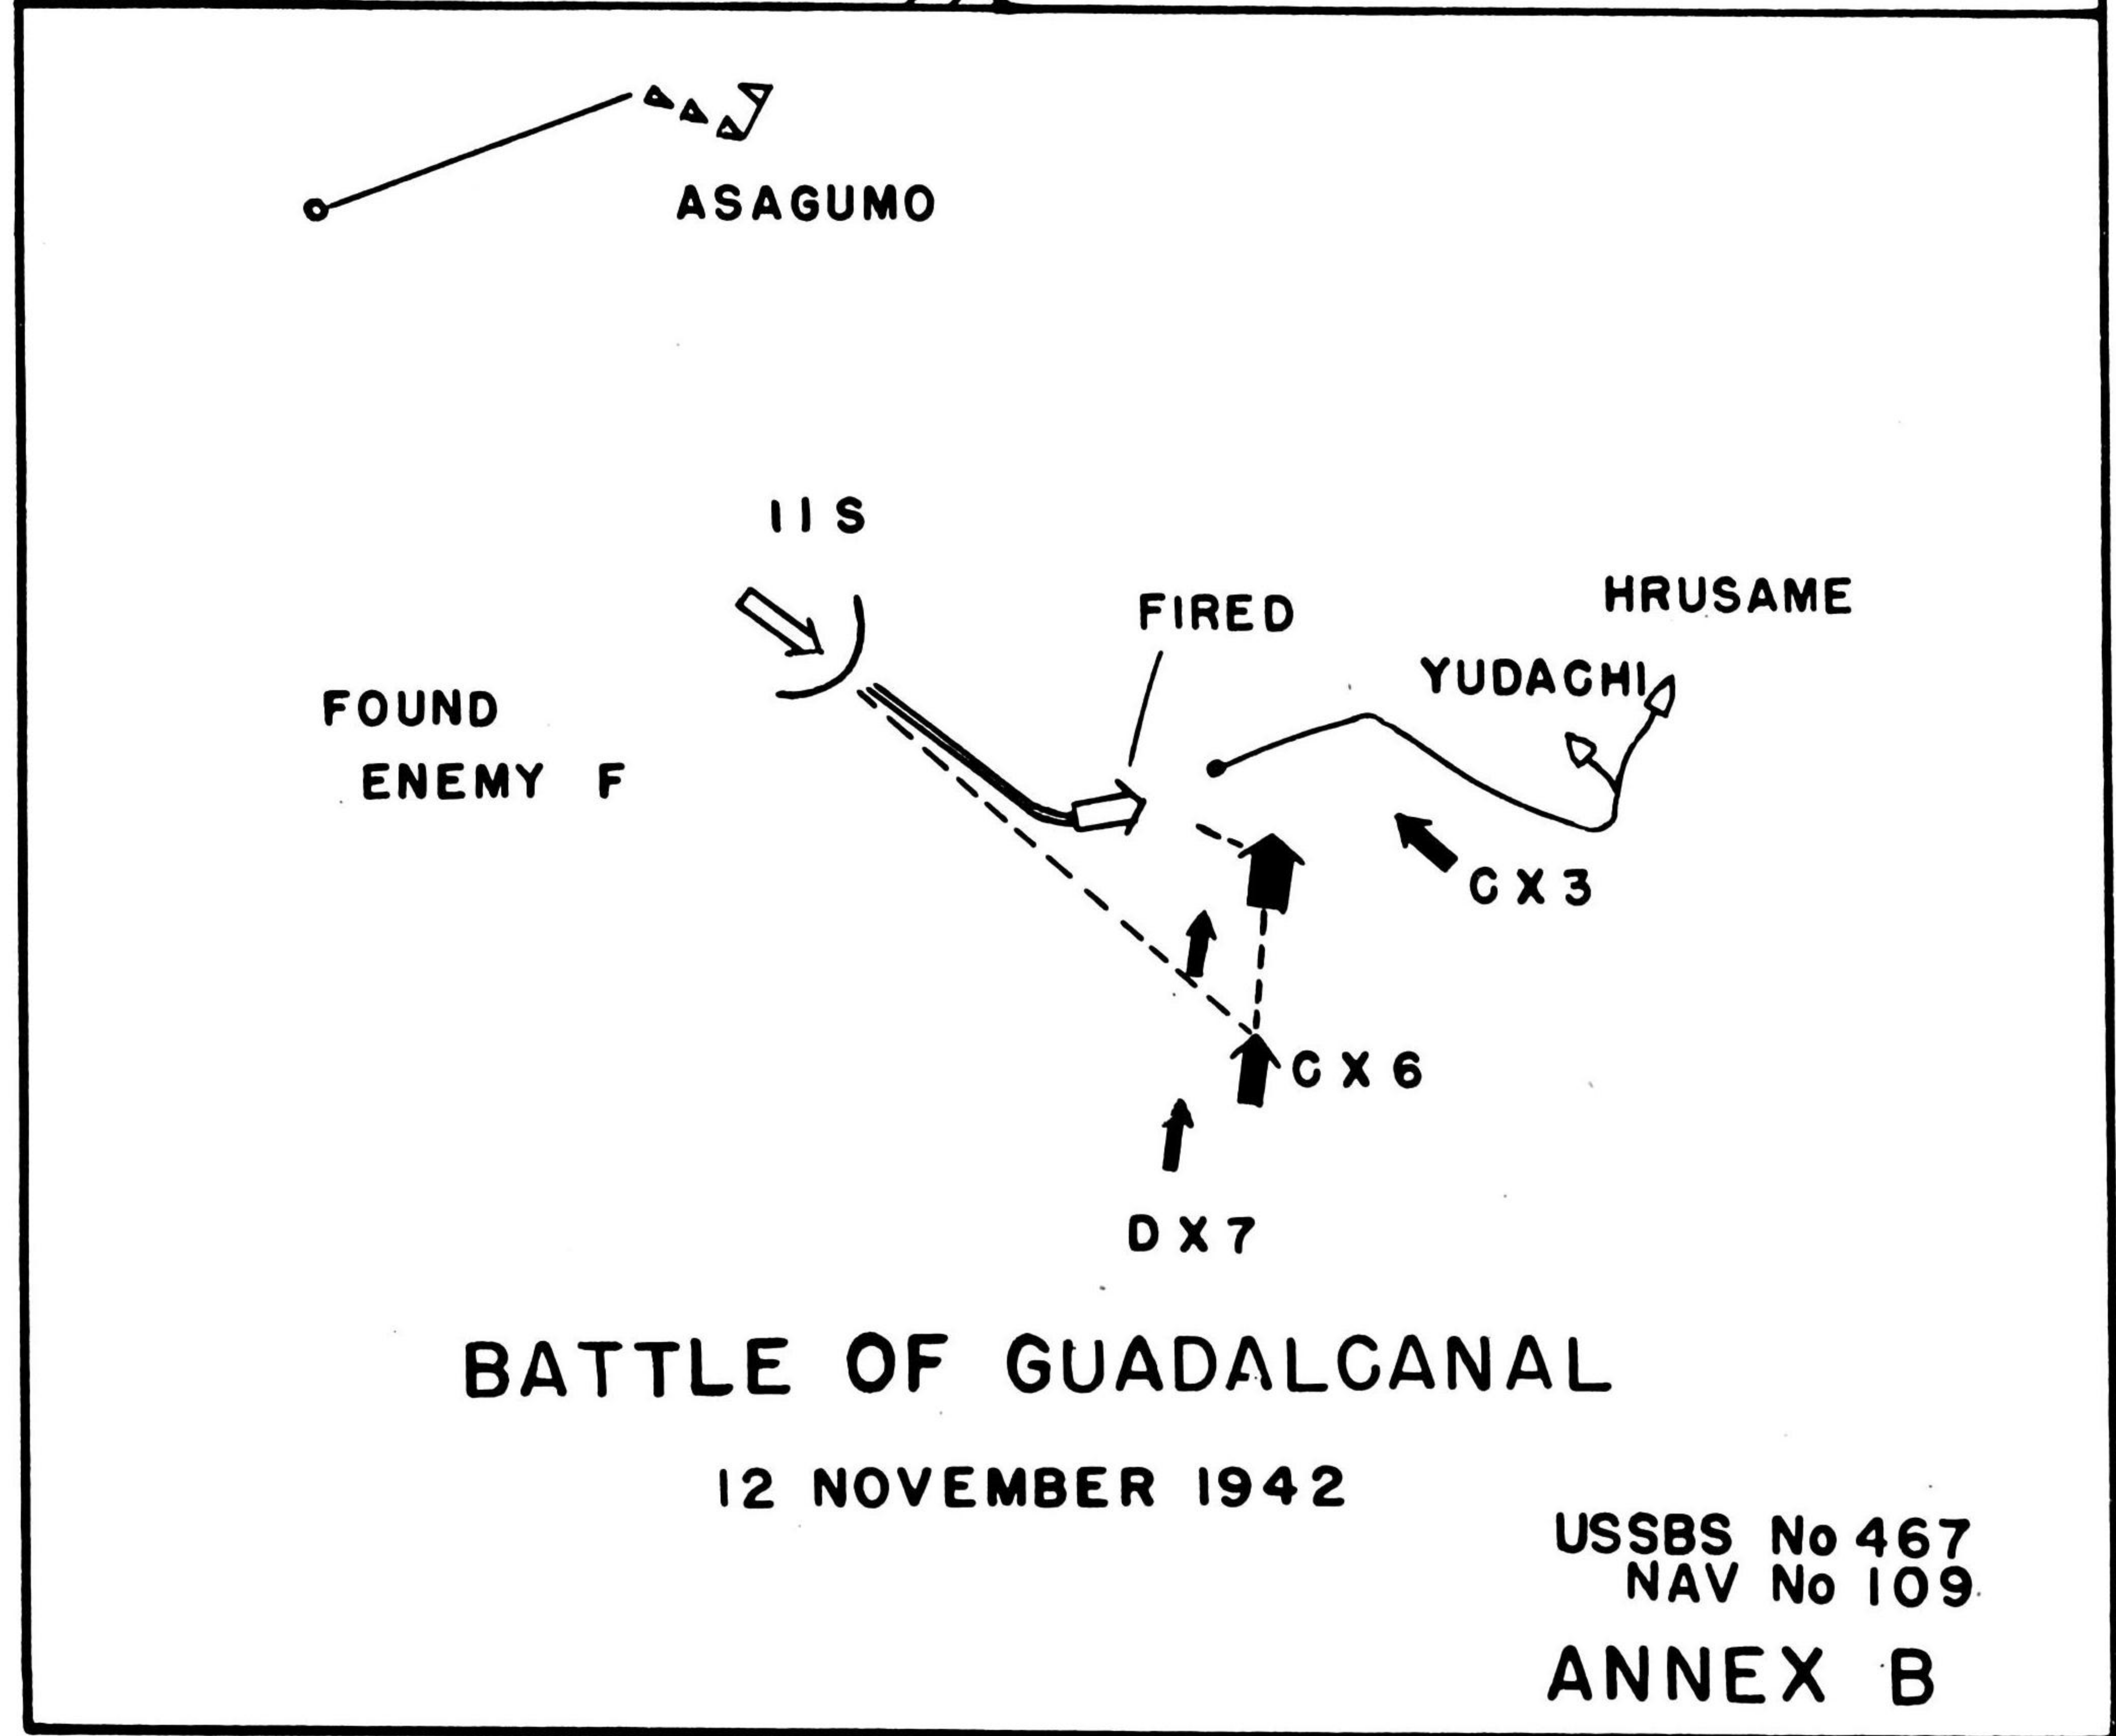 ASAGUMO
11S
FIRED
HRUSAME
YUDACHI
FOUND
ENEMY F
CX3
CX6
DX7
BATTLE OF GUADALCANAL
12 NOVEMBER 1942
USSBS No 467
NAV No 109
ANNEX B